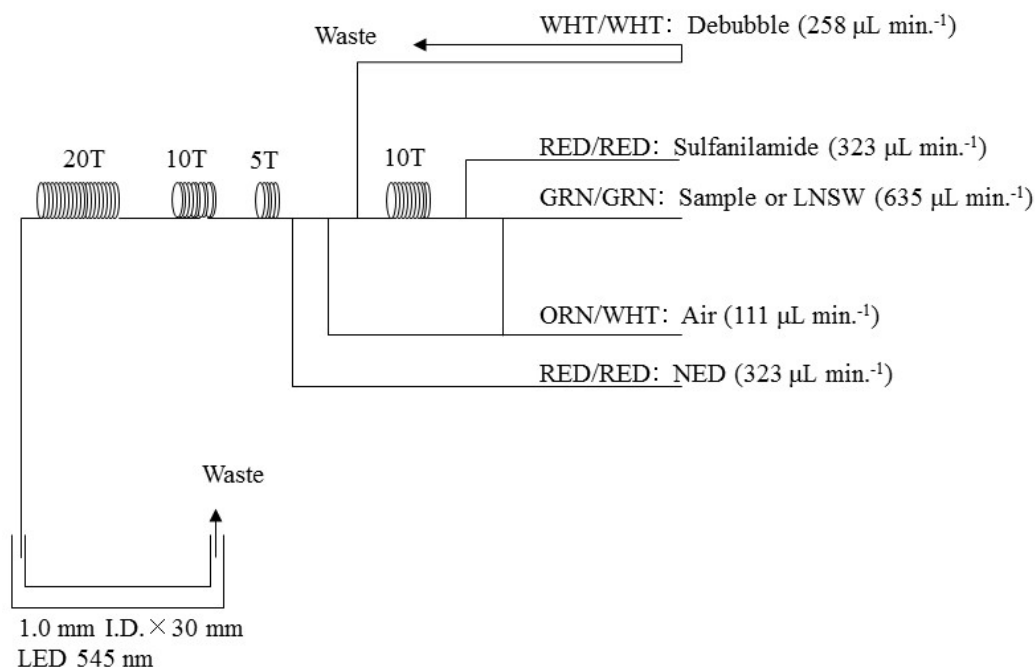 Waste
WHT/WHT: Debubble (258 μL min.⁻¹)
20T 10T 5T 10T
RED/RED: Sulfanilamide (323 μL min.⁻¹)
GRN/GRN: Sample or LNSW (635 μL min.⁻¹)
ORN/WHT: Air (111 μL min.⁻¹)
RED/RED: NED (323 μL min.⁻¹)
Waste
1.0 mm I.D.×30 mm
LED 545 nm